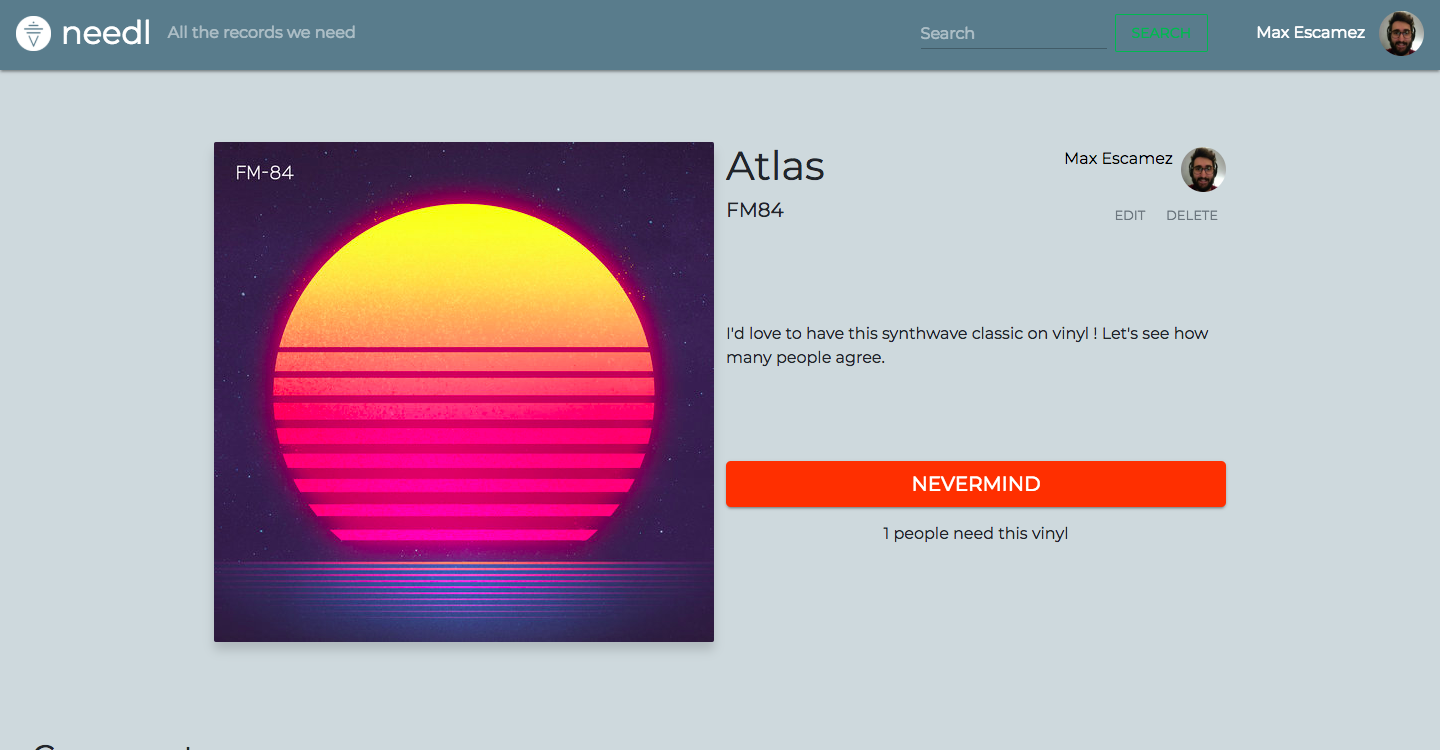 needl All the records we need Search SEARCH Max Escamez
FM-84
Atlas Max Escamez
FM84
EDIT DELETE
I'd love to have this synthwave classic on vinyl ! Let's see how
many people agree.
NEVERMIND
1 people need this vinyl